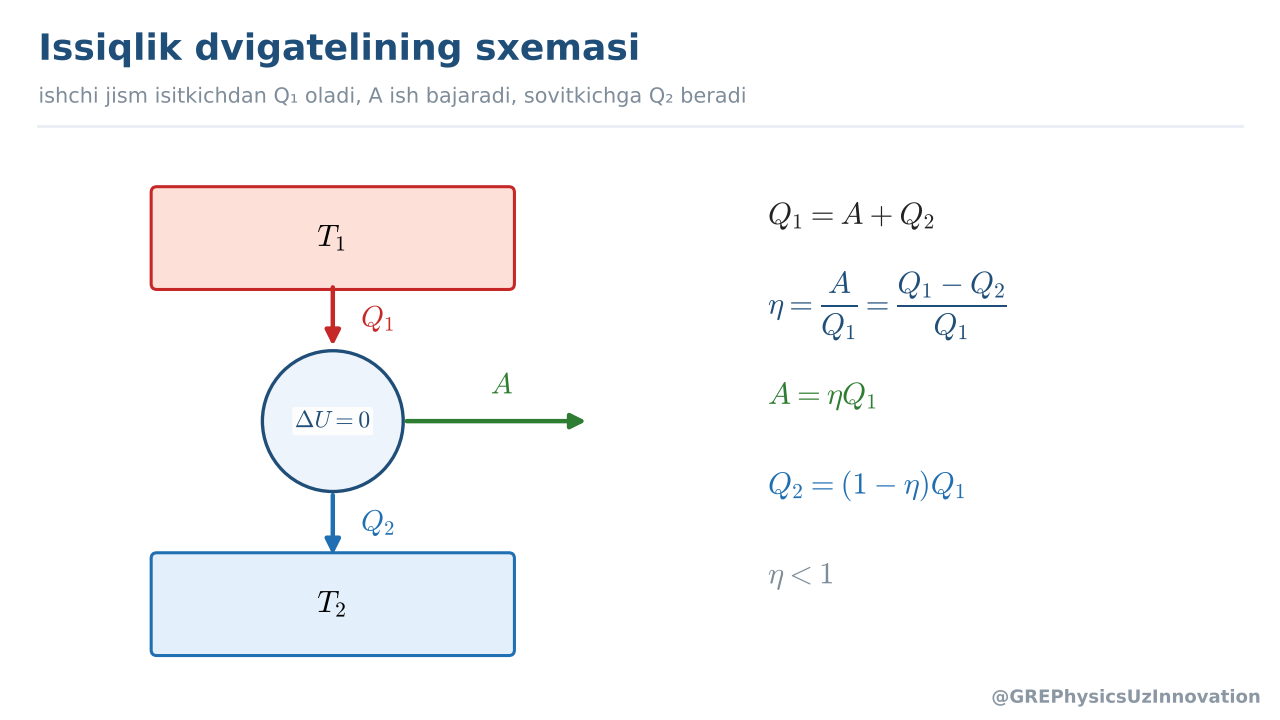 Issiqlik dvigatelining sxemasi
ishchi jism isitkichdan Q₁ oladi, A ish bajaradi, sovitkichga Q₂ beradi
T₁
Q₁
ΔU = 0
A
Q₂
T₂
Q₁ = A + Q₂
η = A/Q₁ = (Q₁ − Q₂)/Q₁
A = ηQ₁
Q₂ = (1 − η)Q₁
η < 1
@GREPhysicsUzInnovation